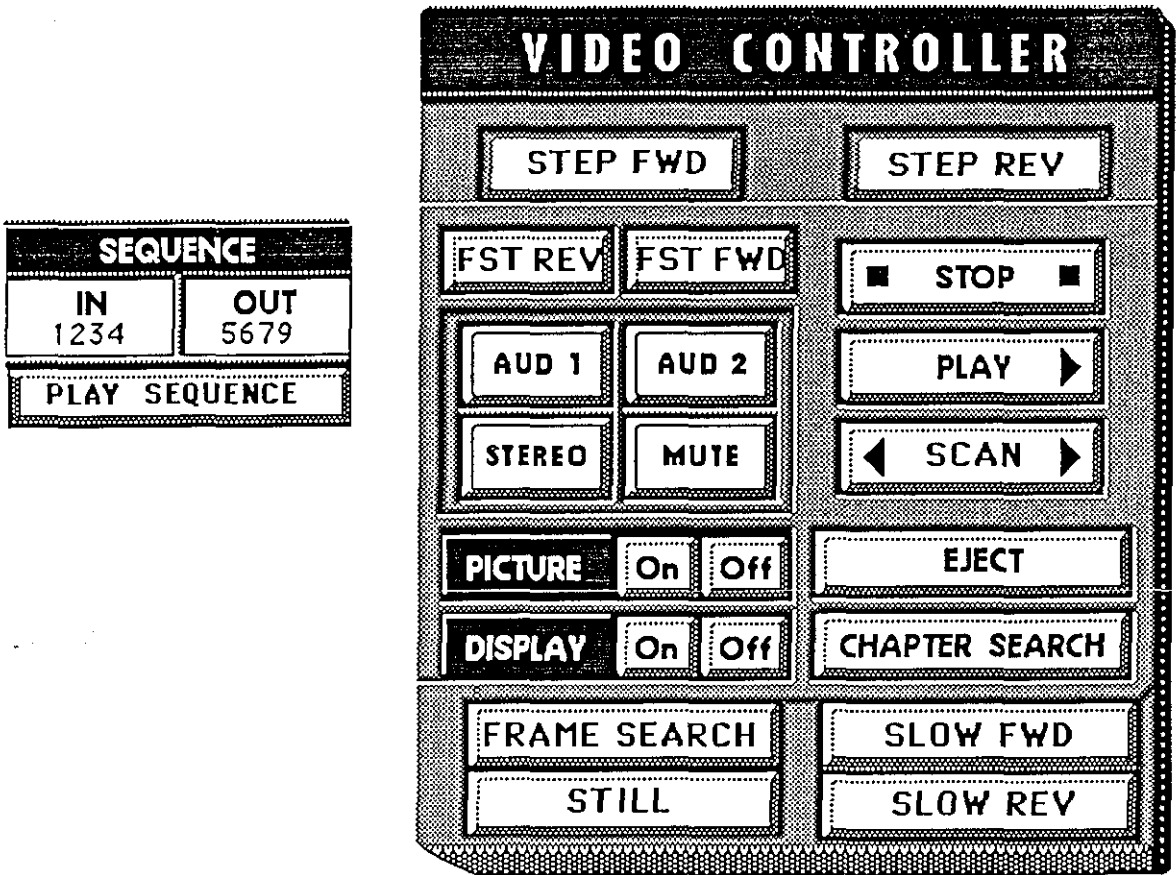 SEQUENCE
IN OUT
1234 5679
PLAY SEQUENCE
VIDEO CONTROLLER
STEP FWD STEP REV
FST REV FST FWD
STOP
AUD 1 AUD 2
PLAY
STEREO MUTE
SCAN
PICTURE On Off
EJECT
DISPLAY On Off
CHAPTER SEARCH
FRAME SEARCH
SLOW FWD
STILL
SLOW REV